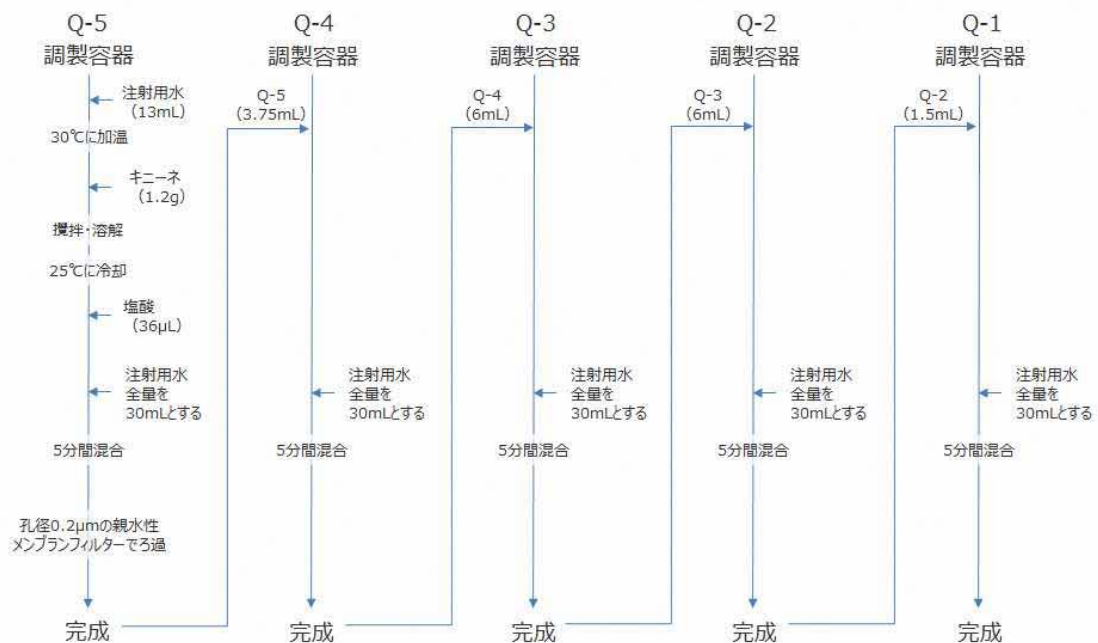 Q-5
調製容器
注射用水
(13mL)
30℃に加温
キニーネ
(1.2g)
攪拌・溶解
25℃に冷却
塩酸
(36μL)
注射用水
全量を
30mLとする
5分間混合
孔径0.2μmの親水性
メンブランフィルターでろ過
完成
Q-4
調製容器
Q-5
(3.75mL)
注射用水
全量を
30mLとする
5分間混合
完成
Q-3
調製容器
Q-4
(6mL)
注射用水
全量を
30mLとする
5分間混合
完成
Q-2
調製容器
Q-3
(6mL)
注射用水
全量を
30mLとする
5分間混合
完成
Q-1
調製容器
Q-2
(1.5mL)
注射用水
全量を
30mLとする
5分間混合
完成